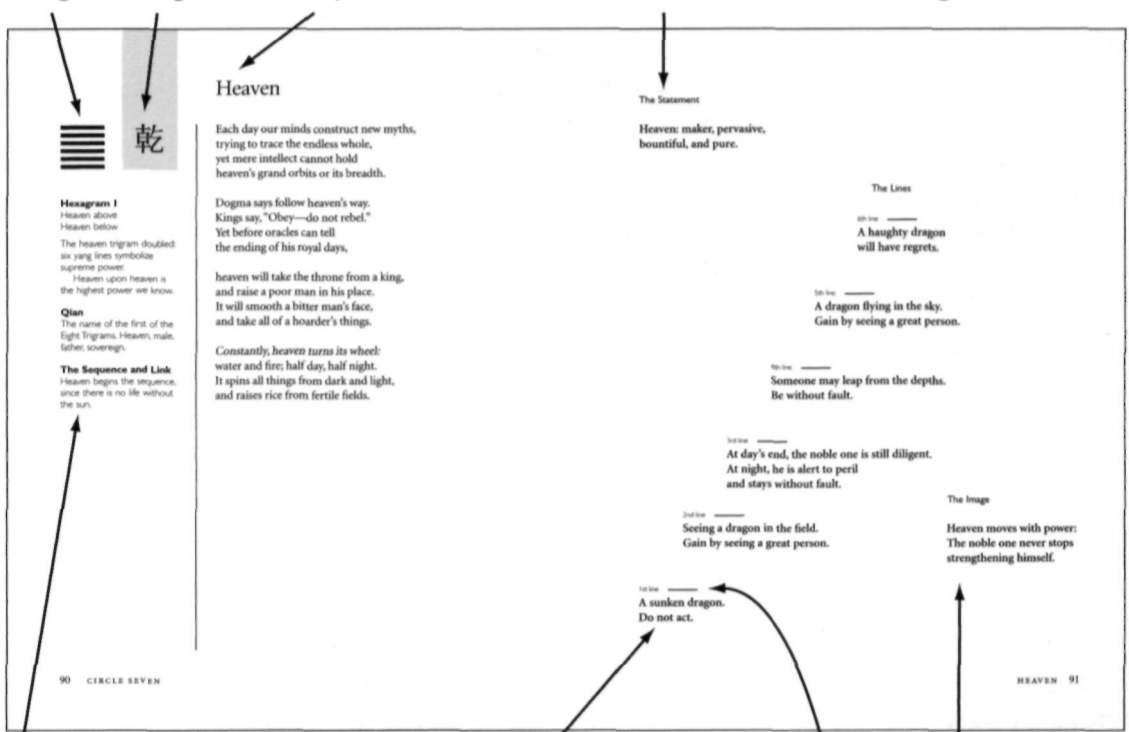 乾
Hexagram 1
Heaven above
Heaven below
The heaven trigram doubled:
six yang lines symbolize
supreme power.
Heaven upon heaven is
the highest power we know.
Qian
The name of the first of the
Eight Trigrams. Heaven, male,
father, sovereign.
The Sequence and Link
Heaven begins the sequence,
since there is no life without
the sun.
Heaven
Each day our minds construct new myths,
trying to trace the endless whole,
yet mere intellect cannot hold
heaven's grand orbits or its breadth.
Dogma says follow heaven's way.
Kings say, "Obey—do not rebel."
Yet before oracles can tell
the ending of his royal days,
heaven will take the throne from a king,
and raise a poor man in his place.
It will smooth a bitter man's face,
and take all of a hoarder's things.
Constantly, heaven turns its wheel:
water and fire; half day, half night.
It spins all things from dark and light,
and raises rice from fertile fields.
90 CIRCLE SEVEN
The Statement
Heaven: maker, pervasive,
bountiful, and pure.
The Lines
6th line
A haughty dragon
will have regrets.
5th line
A dragon flying in the sky.
Gain by seeing a great person.
4th line
Someone may leap from the depths.
Be without fault.
3rd line
At day's end, the noble one is still diligent.
At night, he is alert to peril
and stays without fault.
2nd line
Seeing a dragon in the field.
Gain by seeing a great person.
1st line
A sunken dragon.
Do not act.
The Image
Heaven moves with power:
The noble one never stops
strengthening himself.
HEAVEN 91